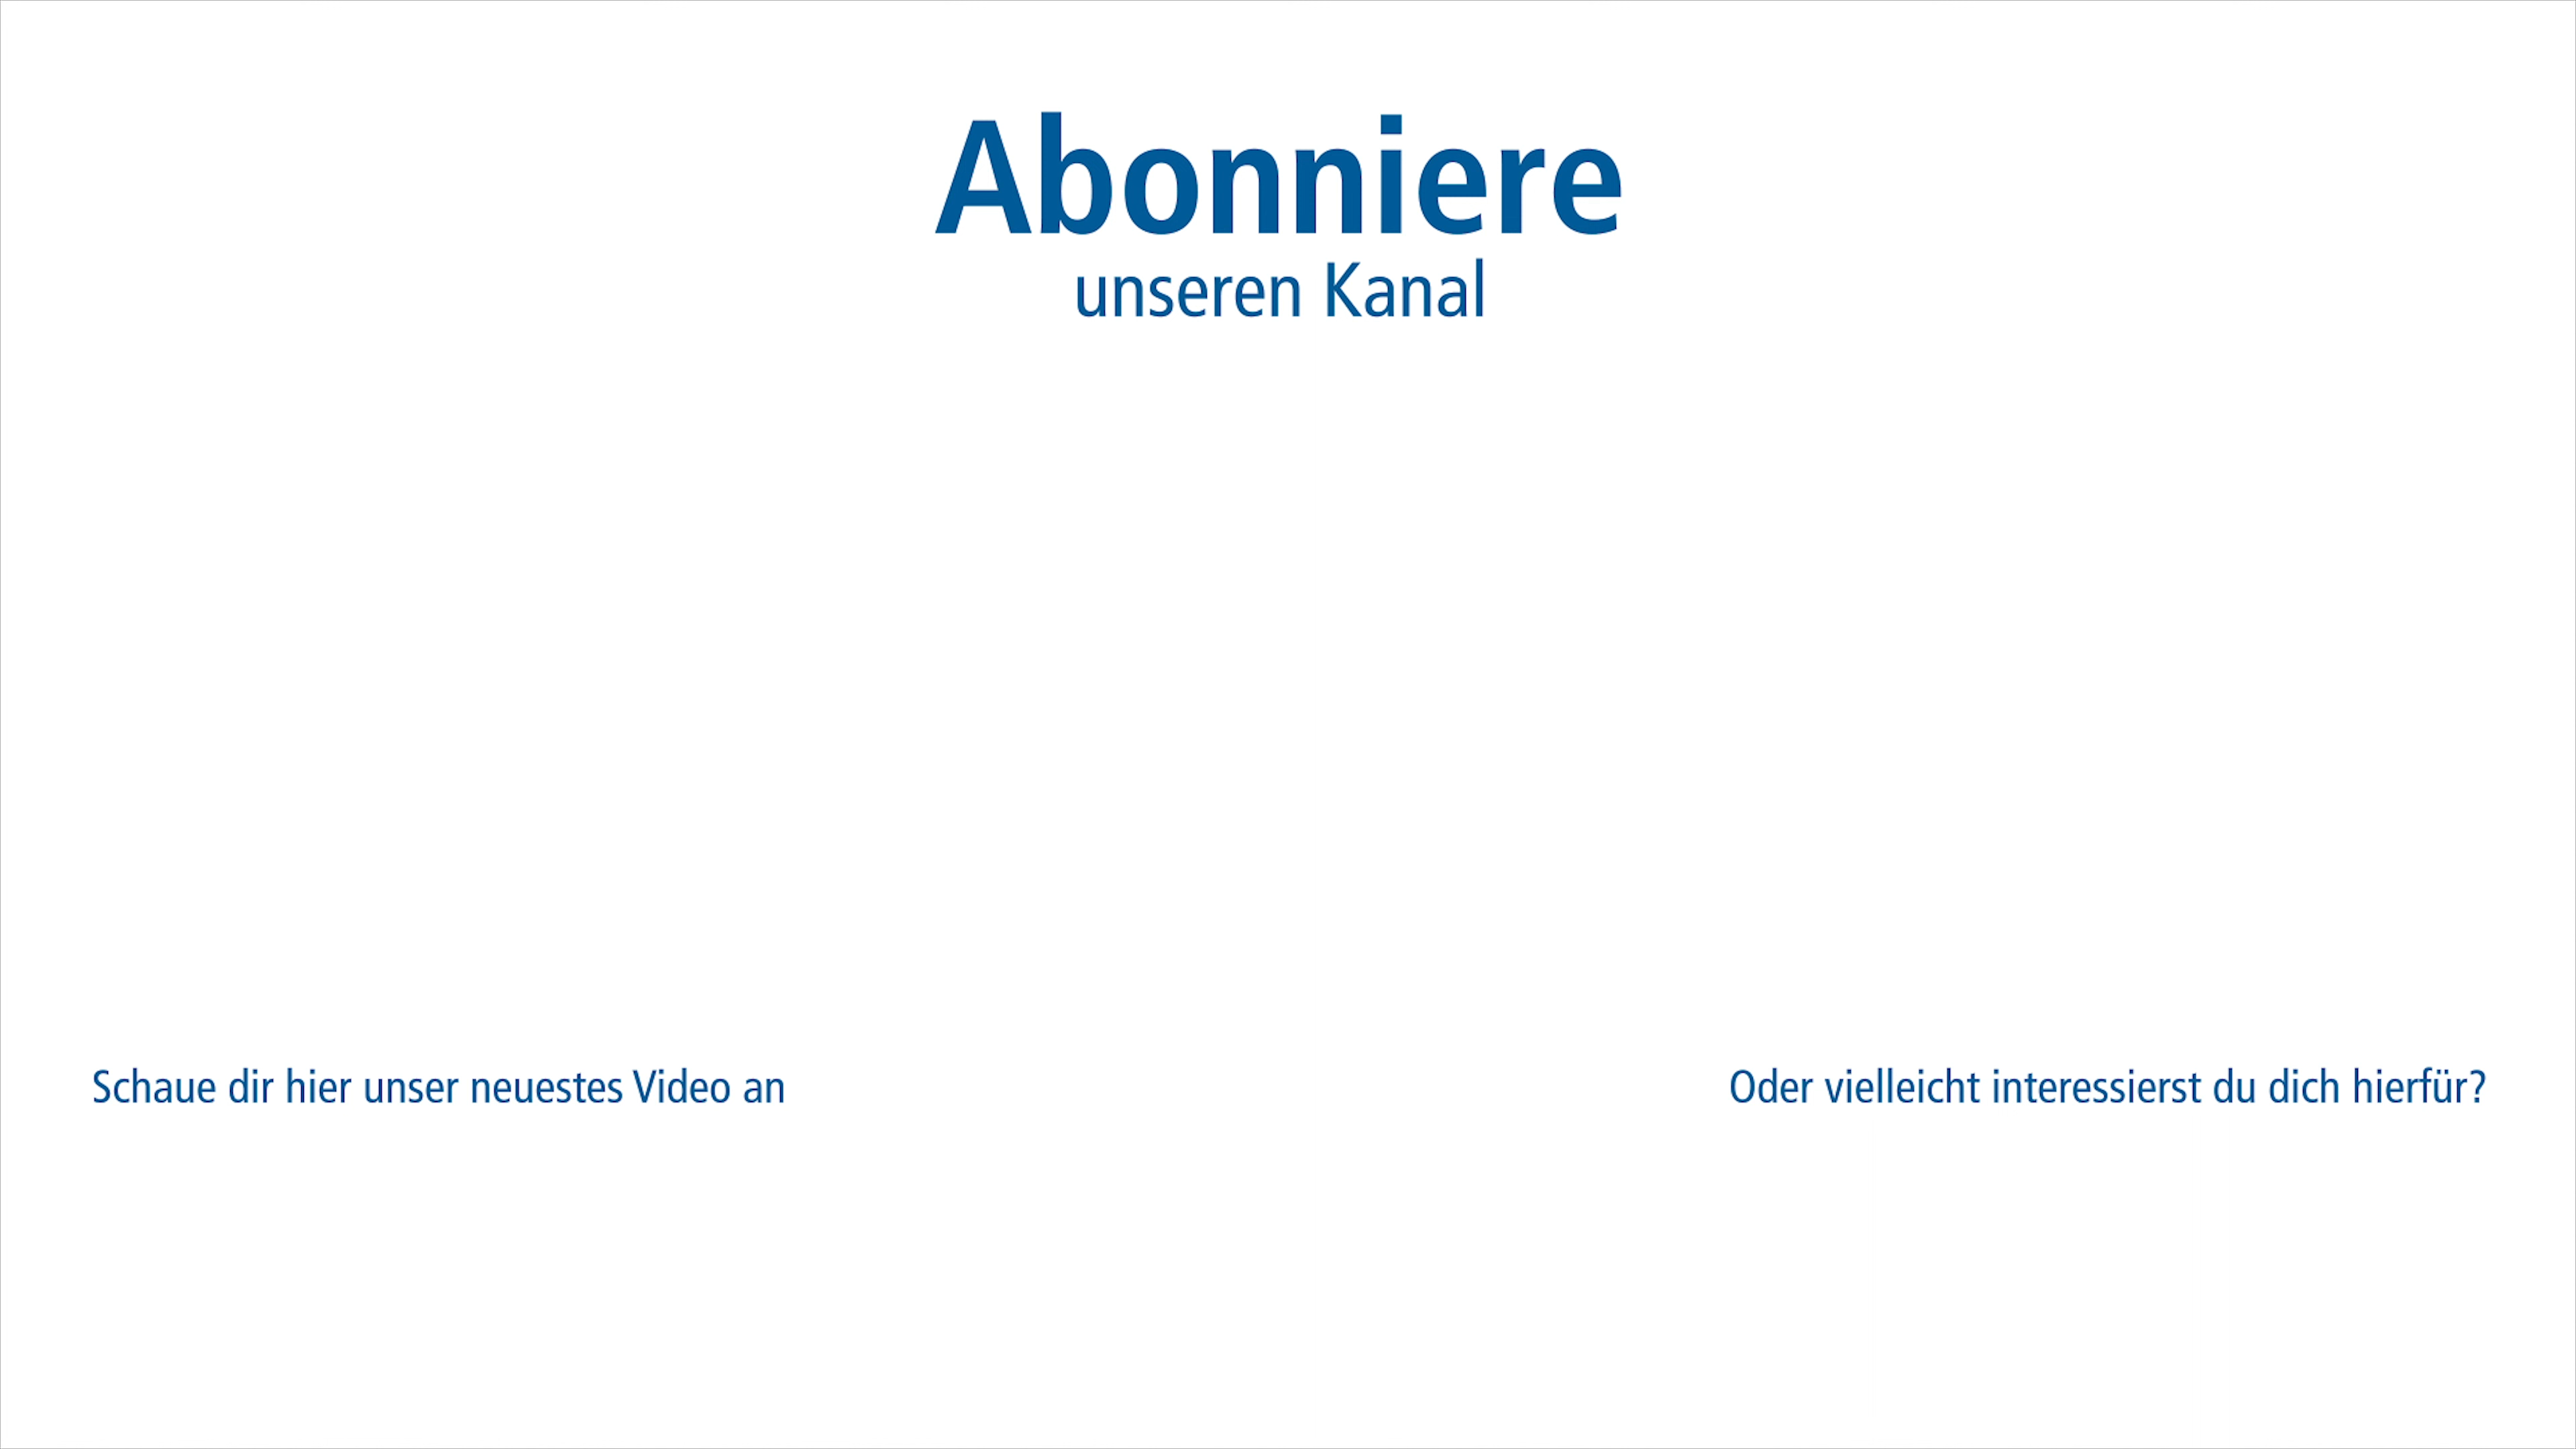 Abonniere
unseren Kanal
Schaue dir hier unser neuestes Video an
Oder vielleicht interessierst du dich hierfür?